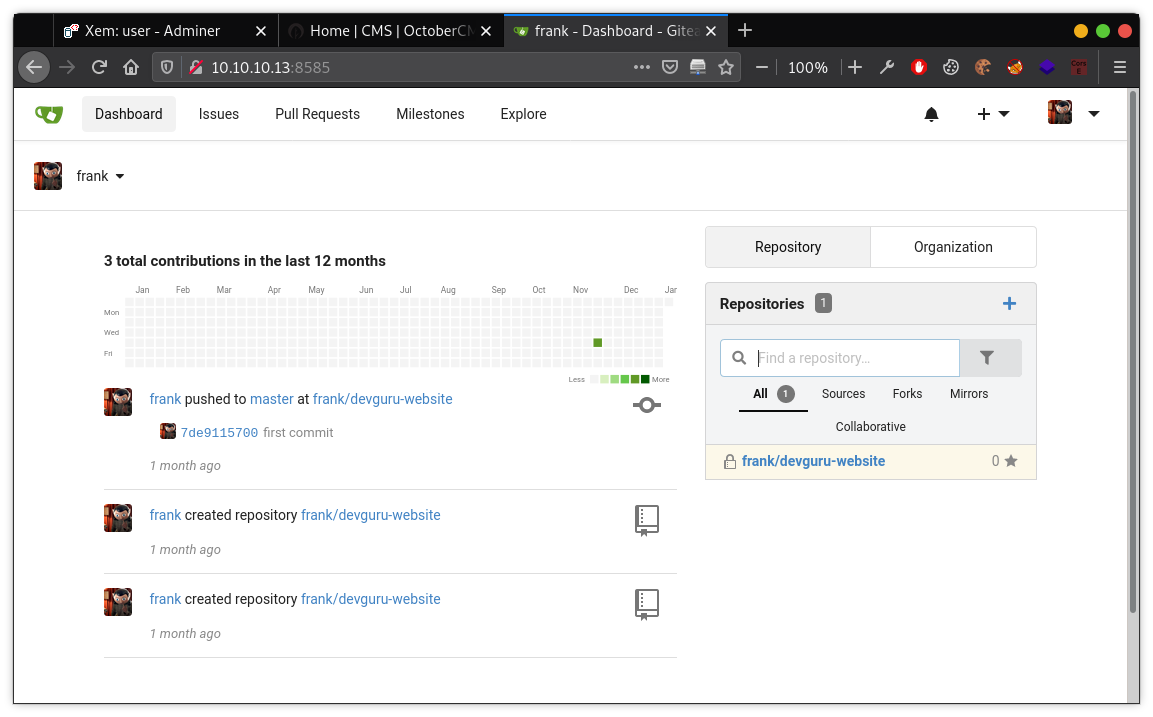 Xem: user - Adminer
Home | CMS | OctoberCM
frank - Dashboard - Gitea
10.10.10.13:8585
100%
Cors
E
Dashboard
Issues
Pull Requests
Milestones
Explore
frank
3 total contributions in the last 12 months
Jan Feb Mar Apr May Jun Jul Aug Sep Oct Nov Dec Jan
Mon
Wed
Fri
Less
More
frank pushed to master at frank/devguru-website
7de9115700 first commit
1 month ago
frank created repository frank/devguru-website
1 month ago
frank created repository frank/devguru-website
1 month ago
Repository
Organization
Repositories 1
Find a repository...
All 1 Sources Forks Mirrors
Collaborative
frank/devguru-website 0